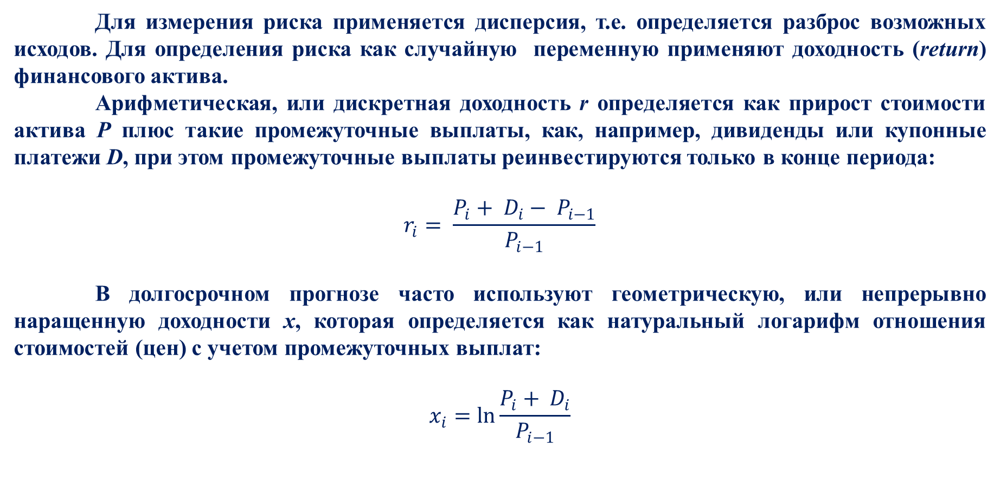 Для измерения риска применяется дисперсия, т.е. определяется разброс возможных
исходов. Для определения риска как случайную переменную применяют доходность (return)
финансового актива.
Арифметическая, или дискретная доходность r определяется как прирост стоимости
актива P плюс такие промежуточные выплаты, как, например, дивиденды или купонные
платежи D, при этом промежуточные выплаты реинвестируются только в конце периода:
r_i = (P_i + D_i − P_{i−1}) / P_{i−1}
В долгосрочном прогнозе часто используют геометрическую, или непрерывно
наращенную доходности x, которая определяется как натуральный логарифм отношения
стоимостей (цен) с учетом промежуточных выплат:
x_i = ln (P_i + D_i) / P_{i−1}